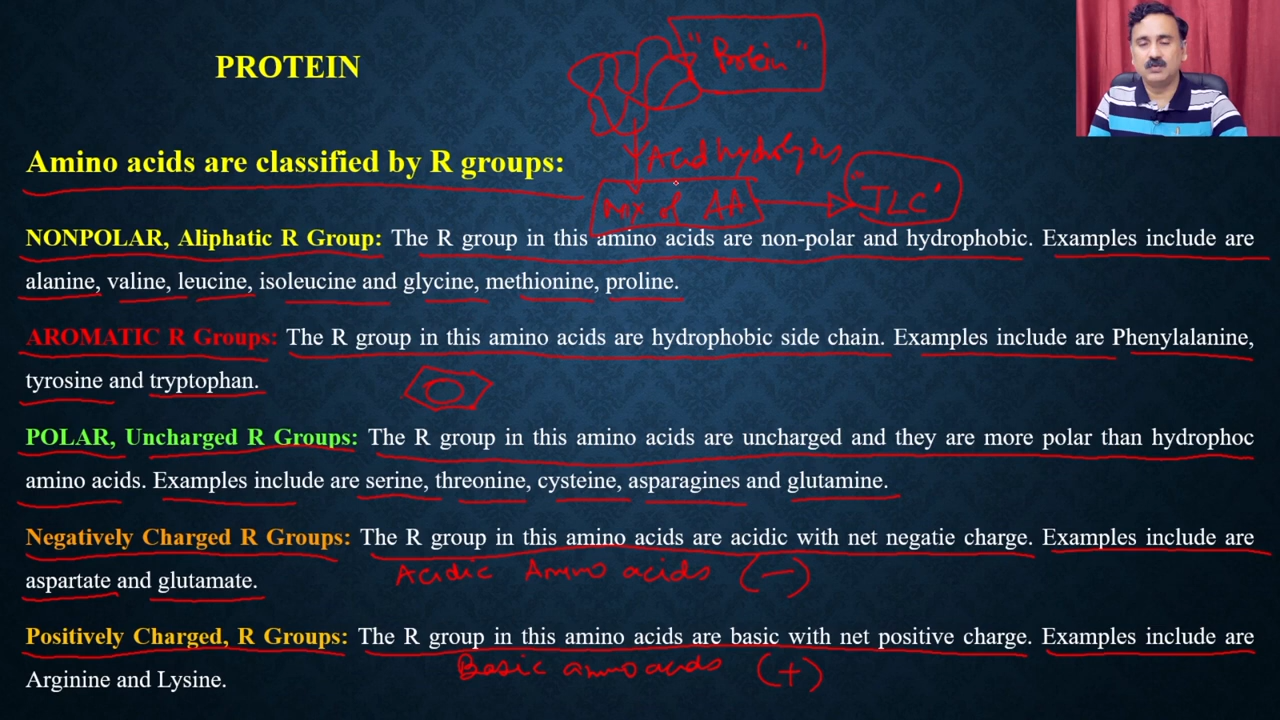 PROTEIN
"Protein"
Amino acids are classified by R groups:
Acid hydrolysis
Mix of AA
"TLC"
NONPOLAR, Aliphatic R Group: The R group in this amino acids are non-polar and hydrophobic. Examples include are
alanine, valine, leucine, isoleucine and glycine, methionine, proline.
AROMATIC R Groups: The R group in this amino acids are hydrophobic side chain. Examples include are Phenylalanine,
tyrosine and tryptophan.
POLAR, Uncharged R Groups: The R group in this amino acids are uncharged and they are more polar than hydrophoc
amino acids. Examples include are serine, threonine, cysteine, asparagines and glutamine.
Negatively Charged R Groups: The R group in this amino acids are acidic with net negatie charge. Examples include are
Acidic Amino acids (-)
aspartate and glutamate.
Positively Charged, R Groups: The R group in this amino acids are basic with net positive charge. Examples include are
Basic amino acids (+)
Arginine and Lysine.